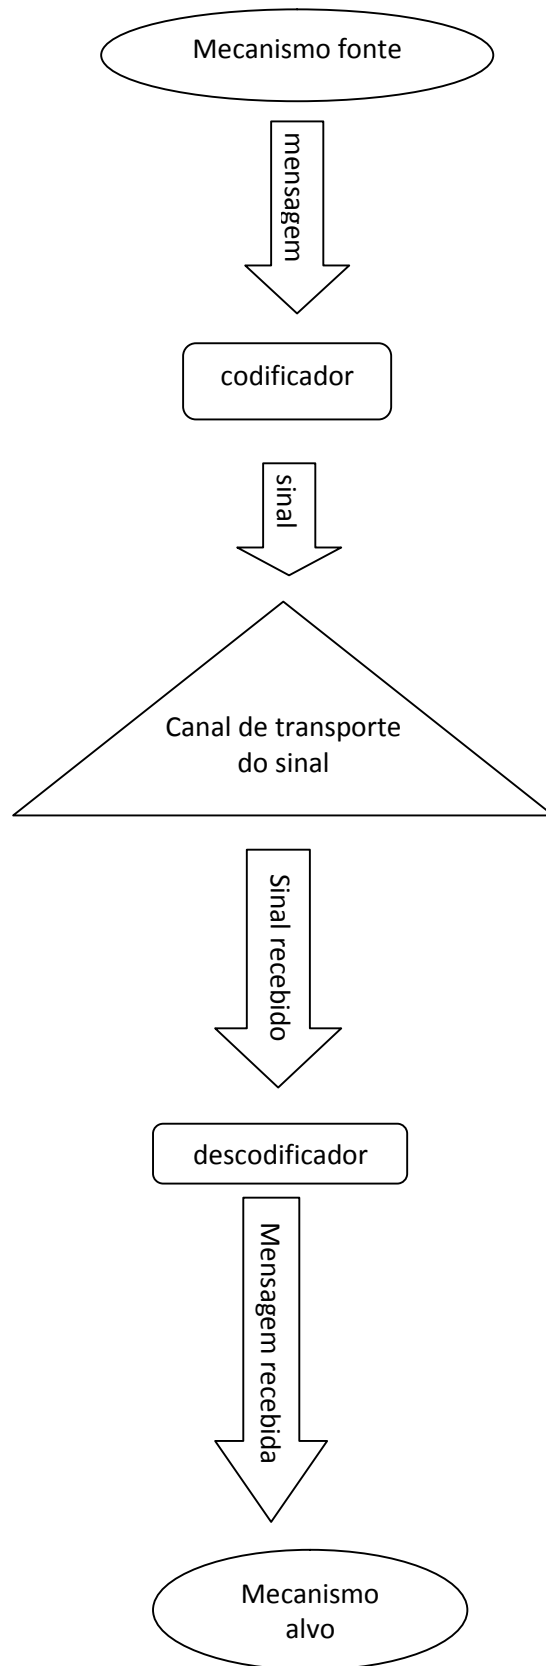 Mecanismo fonte
mensagem
codificador
sinal
Canal de transporte
do sinal
Sinal recebido
descodificador
Mensagem recebida
Mecanismo
alvo